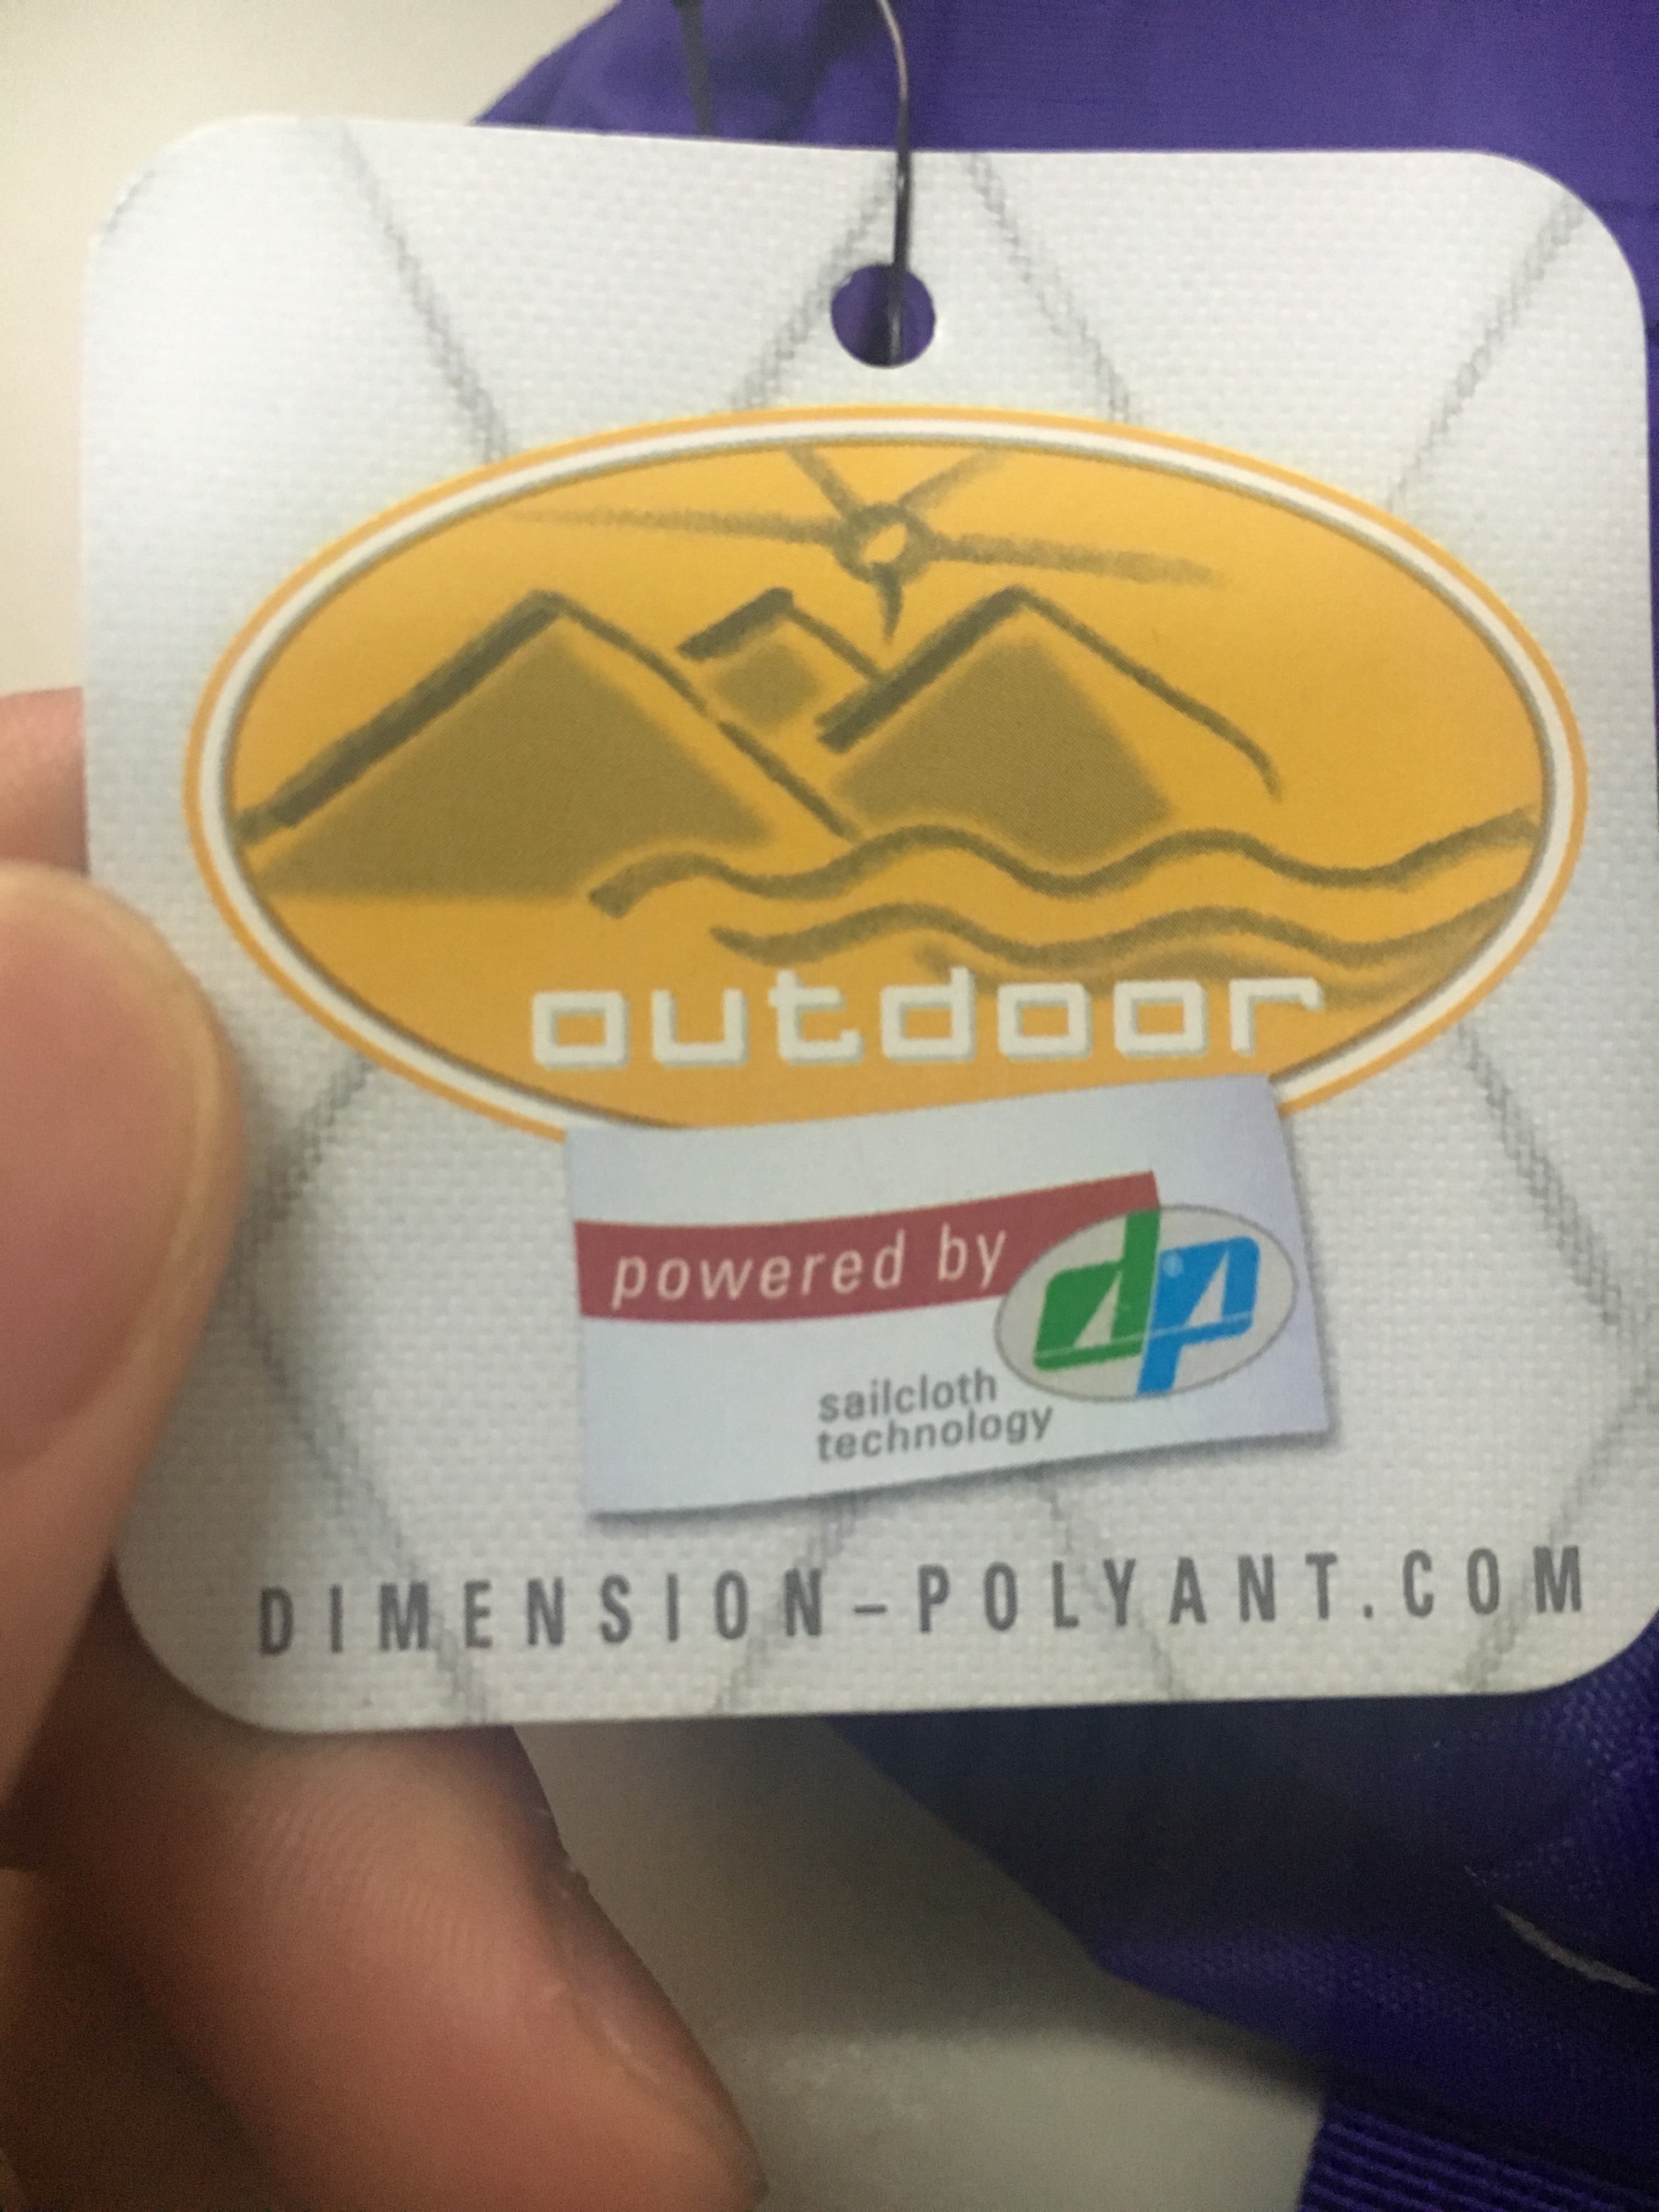 outdoor
powered by
dp
sailcloth
technology
DIMENSION-POLYANT.COM